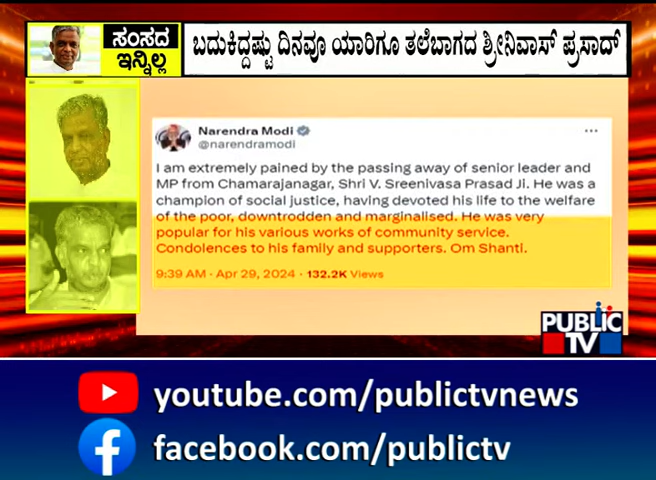 ಸಂಸದ
ಇನ್ನಿಲ್ಲ
ಬದುಕಿದ್ದಷ್ಟು ದಿನವೂ ಯಾರಿಗೂ ತಲೆಬಾಗದ ಶ್ರೀನಿವಾಸ್ ಪ್ರಸಾದ್
Narendra Modi
@narendramodi
I am extremely pained by the passing away of senior leader and
MP from Chamarajanagar, Shri V. Sreenivasa Prasad Ji. He was a
champion of social justice, having devoted his life to the welfare
of the poor, downtrodden and marginalised. He was very
popular for his various works of community service.
Condolences to his family and supporters. Om Shanti.
9:39 AM · Apr 29, 2024 · 132.2K Views
PUBLIC
TV
youtube.com/publictvnews
facebook.com/publictv